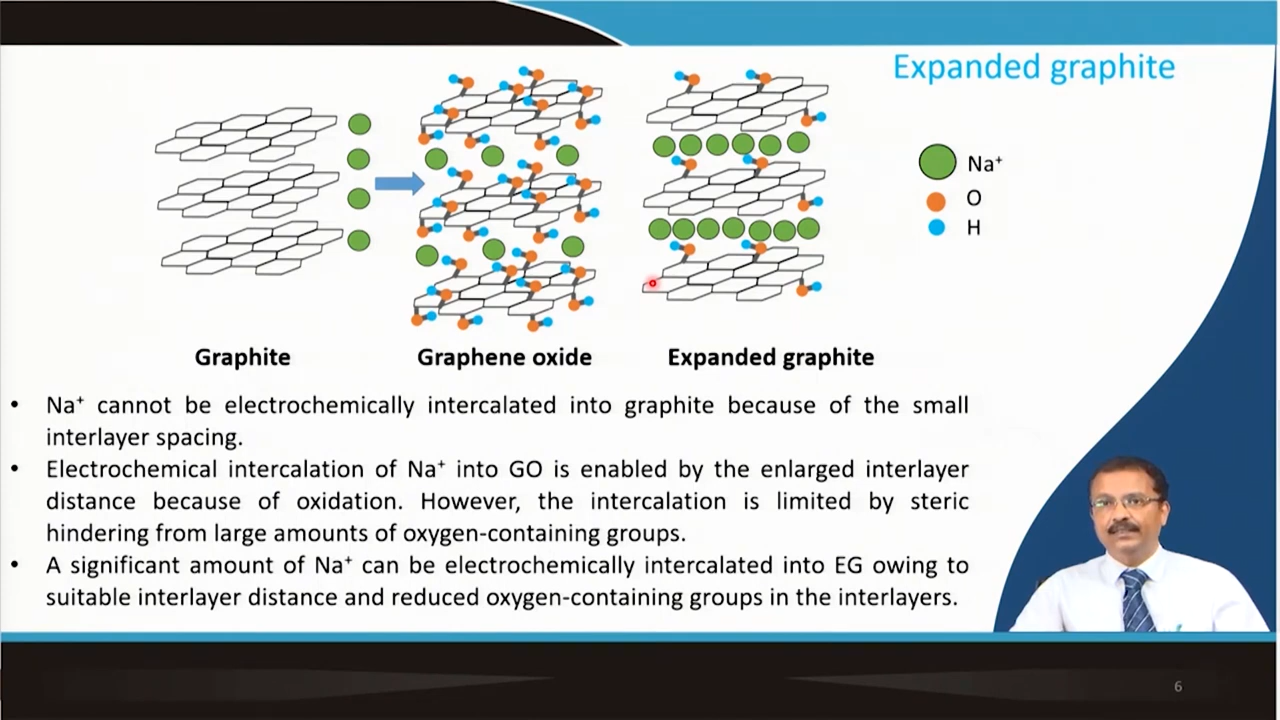 Expanded graphite
Na⁺
O
H
Graphite
Graphene oxide
Expanded graphite
• Na⁺ cannot be electrochemically intercalated into graphite because of the small
interlayer spacing.
• Electrochemical intercalation of Na⁺ into GO is enabled by the enlarged interlayer
distance because of oxidation. However, the intercalation is limited by steric
hindering from large amounts of oxygen-containing groups.
• A significant amount of Na⁺ can be electrochemically intercalated into EG owing to
suitable interlayer distance and reduced oxygen-containing groups in the interlayers.
6